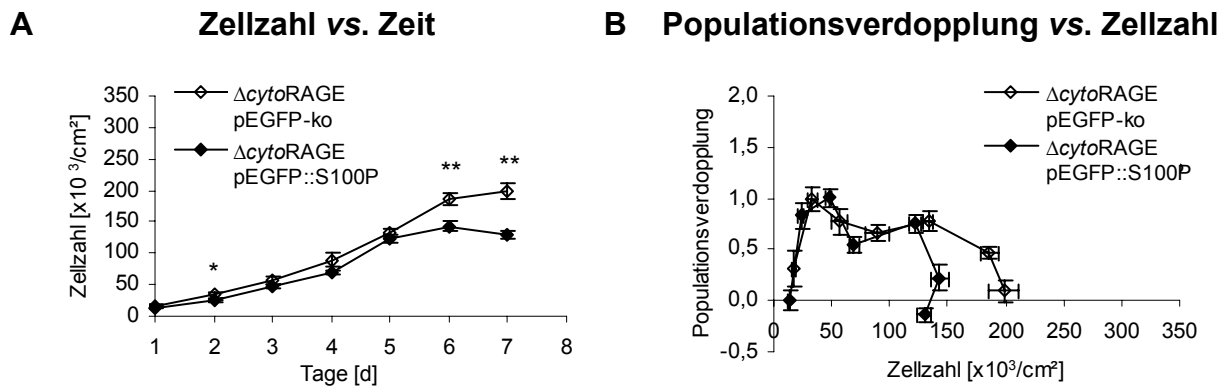 A Zellzahl vs. Zeit
350
300
250
200
150
100
50
0
Zellzahl [x10 3/cm²]
ΔcytoRAGE
pEGFP-ko
ΔcytoRAGE
pEGFP::S100P
*
**
**
1 2 3 4 5 6 7 8
Tage [d]
B Populationsverdopplung vs. Zellzahl
2,0
1,5
1,0
0,5
0,0
-0,5
Populationsverdopplung
ΔcytoRAGE
pEGFP-ko
ΔcytoRAGE
pEGFP::S100P
0 50 100 150 200 250 300 350
Zellzahl [x10³/cm²]